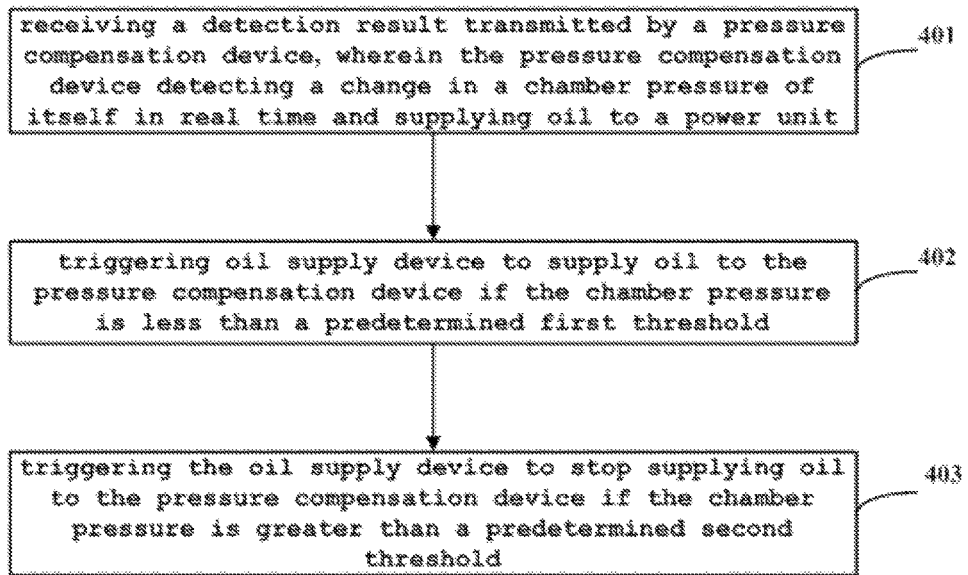 receiving a detection result transmitted by a pressure
compensation device, wherein the pressure compensation
device detecting a change in a chamber pressure of
itself in real time and supplying oil to a power unit
401
triggering oil supply device to supply oil to the
pressure compensation device if the chamber pressure
is less than a predetermined first threshold
402
triggering the oil supply device to stop supplying oil
to the pressure compensation device if the chamber
pressure is greater than a predetermined second
threshold
403